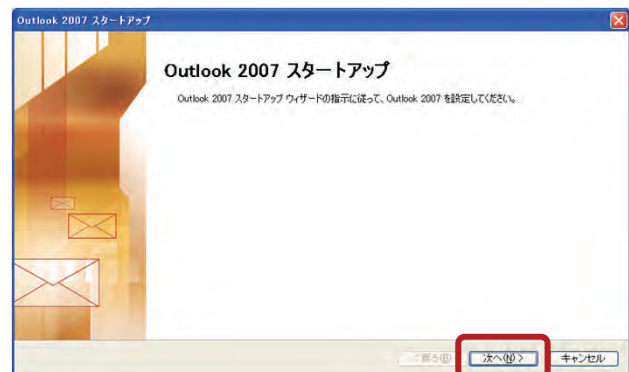 Outlook 2007 スタートアップ
Outlook 2007 スタートアップ
Outlook 2007 スタートアップ ウィザードの指示に従って、Outlook 2007 を設定してください。
< 戻る(B) 次へ(N) > キャンセル